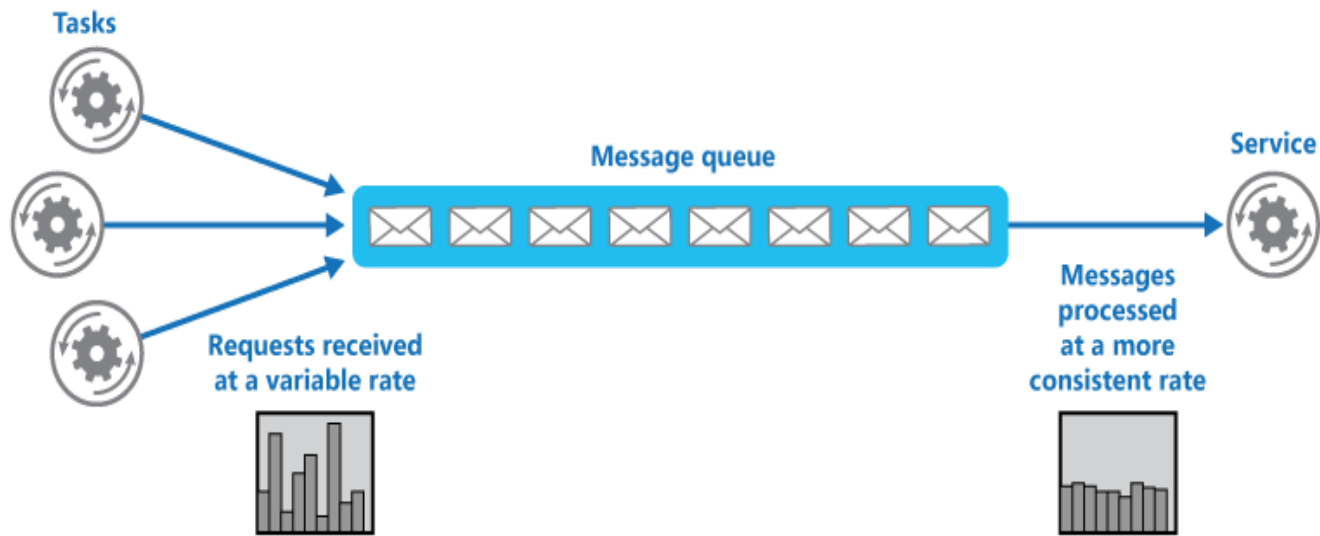 Tasks
Message queue
Service
Requests received
at a variable rate
Messages
processed
at a more
consistent rate